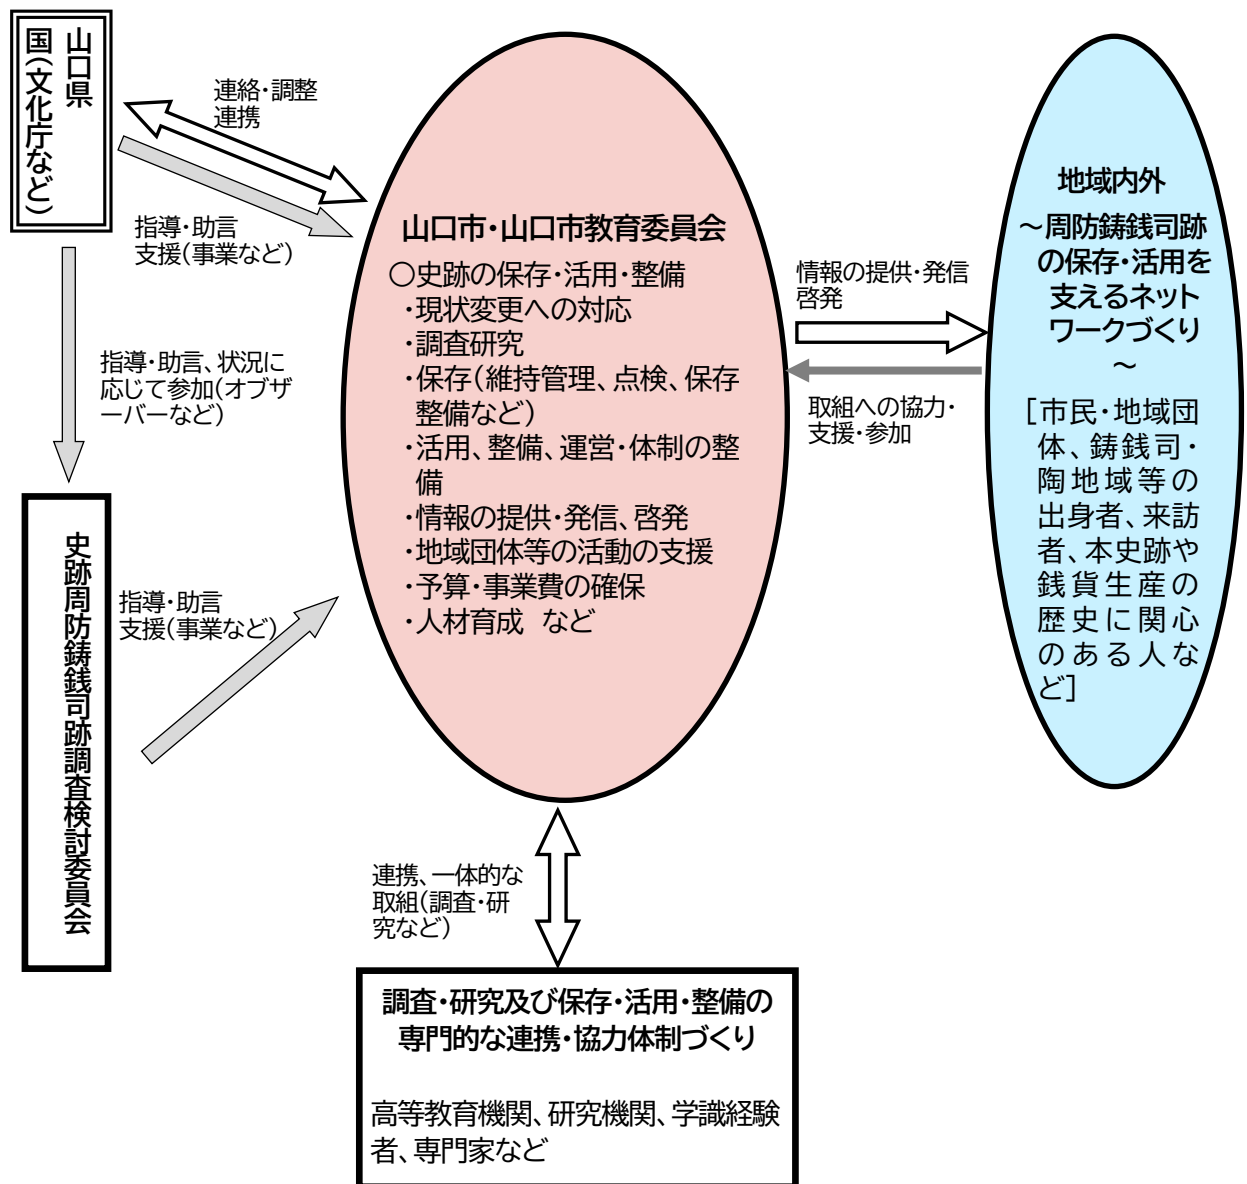 山口県
国(文化庁など)
連絡・調整
連携
指導・助言
支援(事業など)
指導・助言、状況に
応じて参加(オブザ
ーバーなど)
史跡周防鋳銭司跡調査検討委員会
指導・助言
支援(事業など)
山口市・山口市教育委員会
○史跡の保存・活用・整備
・現状変更への対応
・調査研究
・保存(維持管理、点検、保存
整備など)
・活用、整備、運営・体制の整
備
・情報の提供・発信、啓発
・地域団体等の活動の支援
・予算・事業費の確保
・人材育成 など
情報の提供・発信
啓発
取組への協力・
支援・参加
地域内外
~周防鋳銭司跡
の保存・活用を
支えるネット
ワークづくり
~
[市民・地域団
体、鋳銭司・
陶地域等の
出身者、来訪
者、本史跡や
銭貨生産の
歴史に関心
のある人な
ど]
連携、一体的な
取組(調査・研
究など)
調査・研究及び保存・活用・整備の
専門的な連携・協力体制づくり
高等教育機関、研究機関、学識経験
者、専門家など